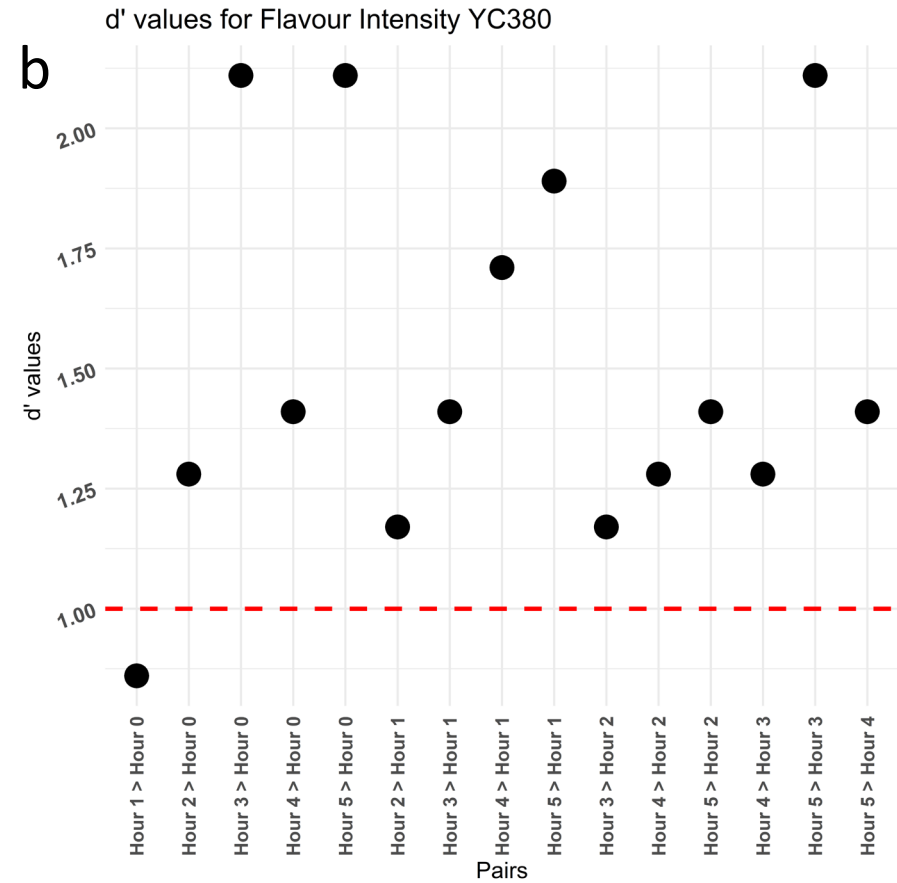 d' values for Flavour Intensity YC380
b
2.00
1.75
1.50
1.25
1.00
d' values
Hour 1 > Hour 0
Hour 2 > Hour 0
Hour 3 > Hour 0
Hour 4 > Hour 0
Hour 5 > Hour 0
Hour 2 > Hour 1
Hour 3 > Hour 1
Hour 4 > Hour 1
Hour 5 > Hour 1
Hour 3 > Hour 2
Hour 4 > Hour 2
Hour 5 > Hour 2
Hour 4 > Hour 3
Hour 5 > Hour 3
Hour 5 > Hour 4
Pairs